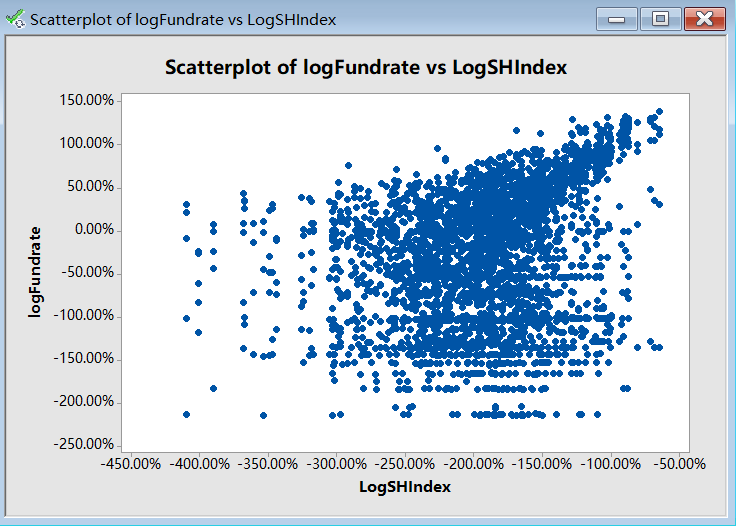 Scatterplot of logFundrate vs LogSHIndex
Scatterplot of logFundrate vs LogSHIndex
150.00%
100.00%
50.00%
0.00%
-50.00%
-100.00%
-150.00%
-200.00%
-250.00%
logFundrate
-450.00% -400.00% -350.00% -300.00% -250.00% -200.00% -150.00% -100.00% -50.00%
LogSHIndex